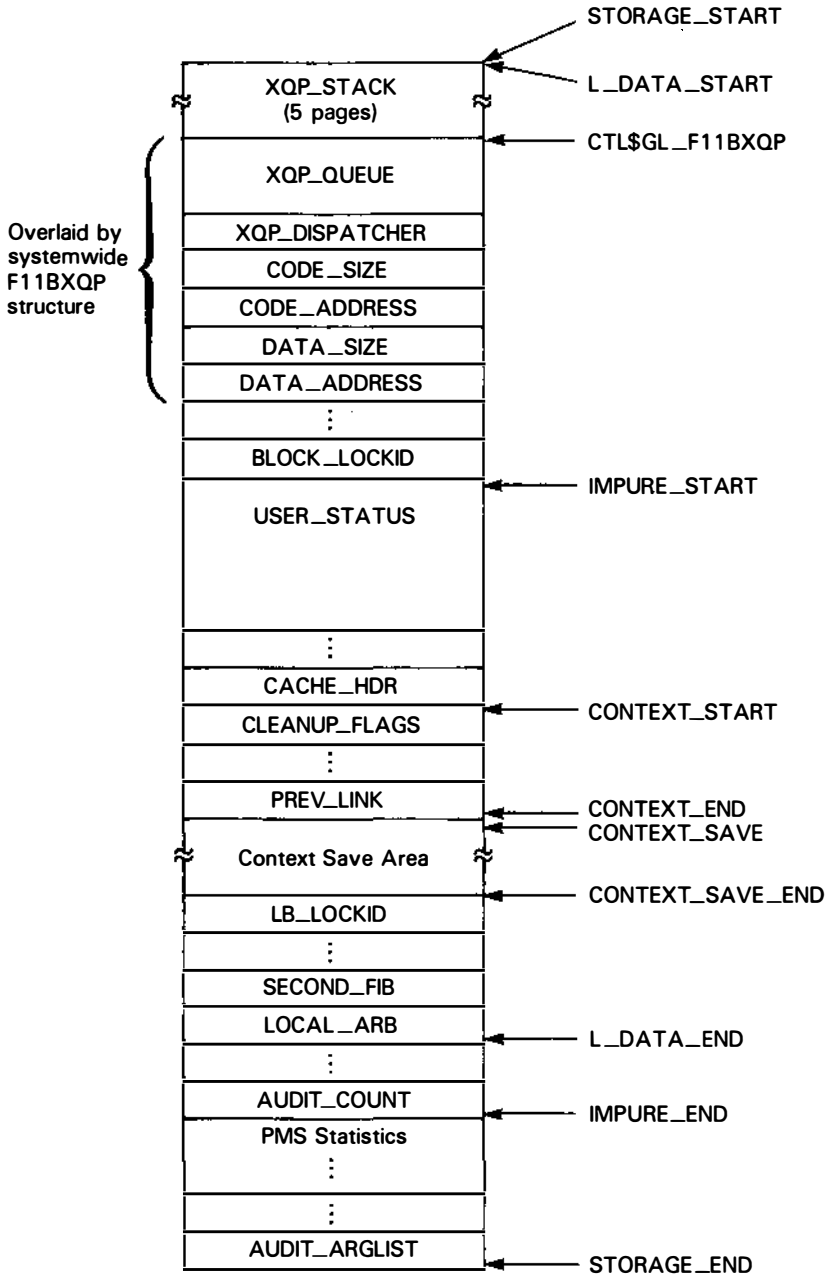 STORAGE_START
L_DATA_START
XQP_STACK
(5 pages)
CTL$GL_F11BXQP
XQP_QUEUE
Overlaid by
systemwide
F11BXQP
structure
XQP_DISPATCHER
CODE_SIZE
CODE_ADDRESS
DATA_SIZE
DATA_ADDRESS
⋮
BLOCK_LOCKID
IMPURE_START
USER_STATUS
⋮
CACHE_HDR
CONTEXT_START
CLEANUP_FLAGS
⋮
PREV_LINK
CONTEXT_END
CONTEXT_SAVE
Context Save Area
CONTEXT_SAVE_END
LB_LOCKID
⋮
SECOND_FIB
LOCAL_ARB
L_DATA_END
⋮
AUDIT_COUNT
IMPURE_END
PMS Statistics
⋮
⋮
AUDIT_ARGLIST
STORAGE_END